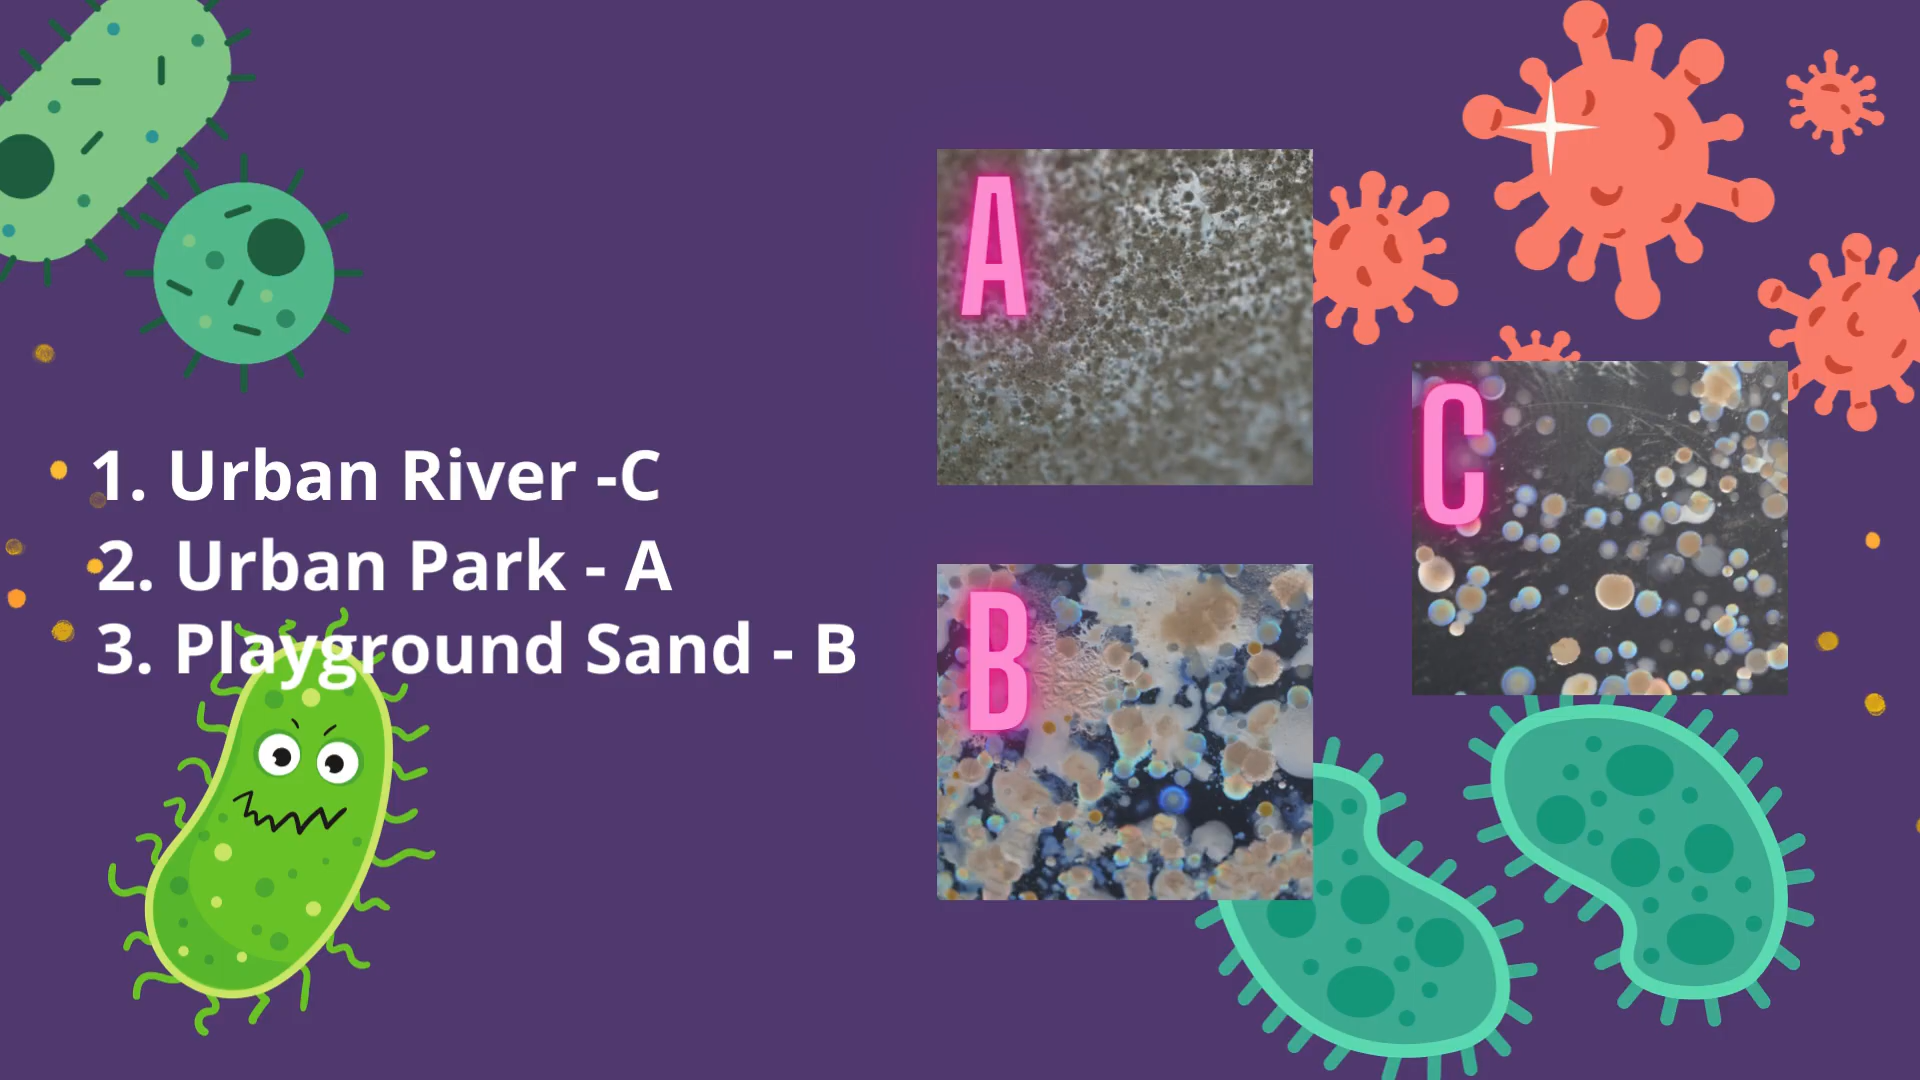 1. Urban River -C
2. Urban Park - A
3. Playground Sand - B
A
C
B